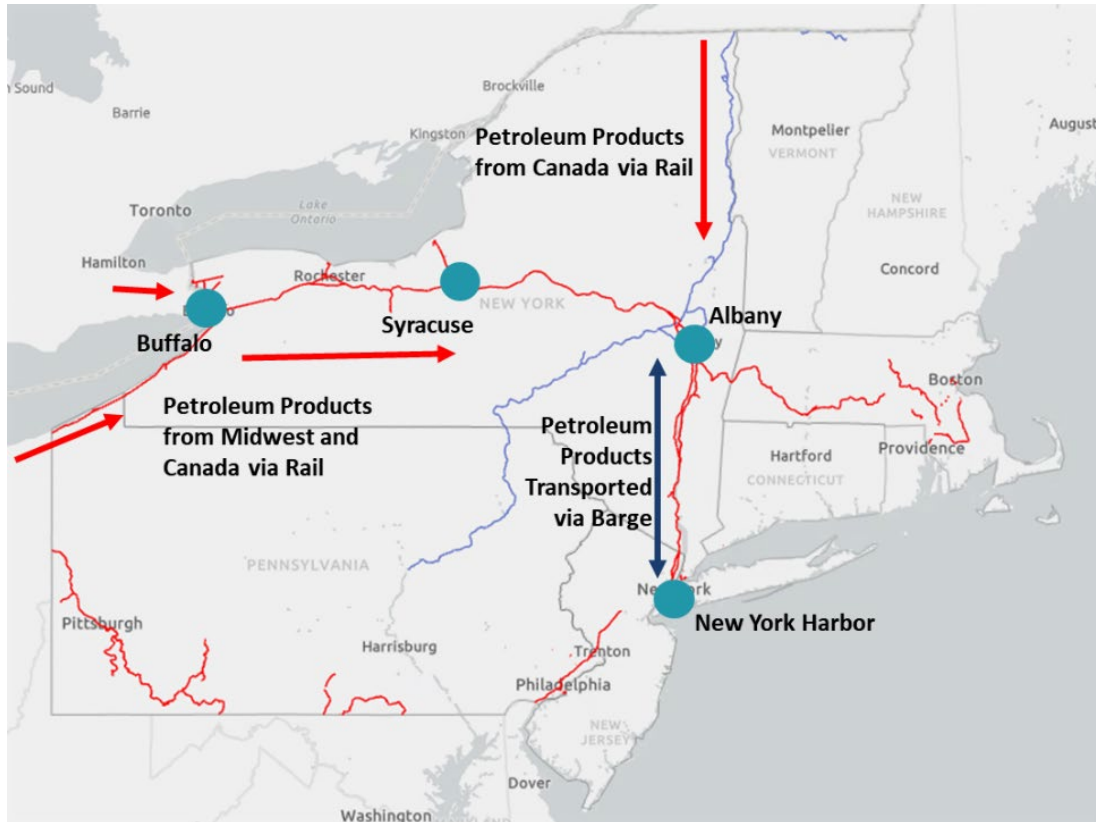 n Sound
Barrie
Brockville
Kingston
Petroleum Products
from Canada via Rail
Montpelier
VERMONT
August
Toronto
Lake
Ontario
NEW
HAMPSHIRE
Hamilton
Rochester
NEW YORK
Concord
Syracuse
Albany
Buffalo
Boston
Petroleum Products
from Midwest and
Canada via Rail
Petroleum
Products
Transported
via Barge
Hartford
CONNECTICUT
Providence
PENNSYLVANIA
New York Harbor
Pittsburgh
Harrisburg
Trenton
Philadelphia
NEW
JERSEY
Dover
Washington